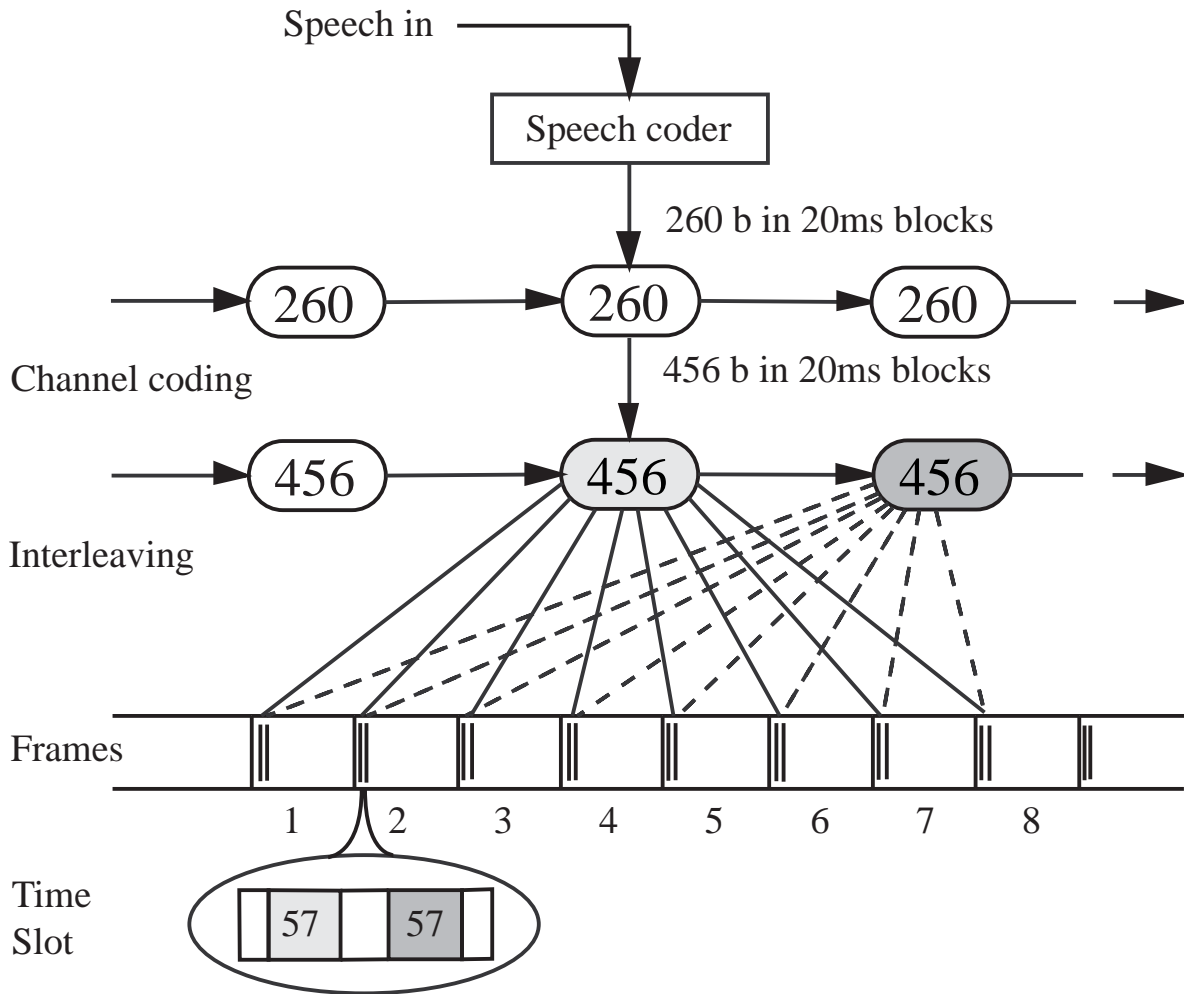 Speech in
Speech coder
260 b in 20ms blocks
260 260 260
Channel coding
456 b in 20ms blocks
456 456 456
Interleaving
Frames
1 2 3 4 5 6 7 8
Time
Slot
57 57